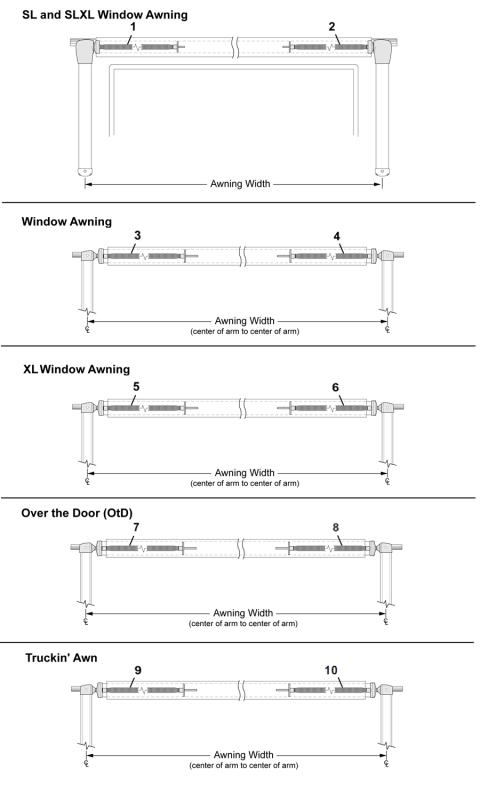 SL and SLXL Window Awning
1 2
Awning Width
Window Awning
3 4
Awning Width
(center of arm to center of arm)
℄ ℄
XL Window Awning
5 6
Awning Width
(center of arm to center of arm)
℄ ℄
Over the Door (OtD)
7 8
Awning Width
(center of arm to center of arm)
℄ ℄
Truckin' Awn
9 10
Awning Width
(center of arm to center of arm)
℄ ℄